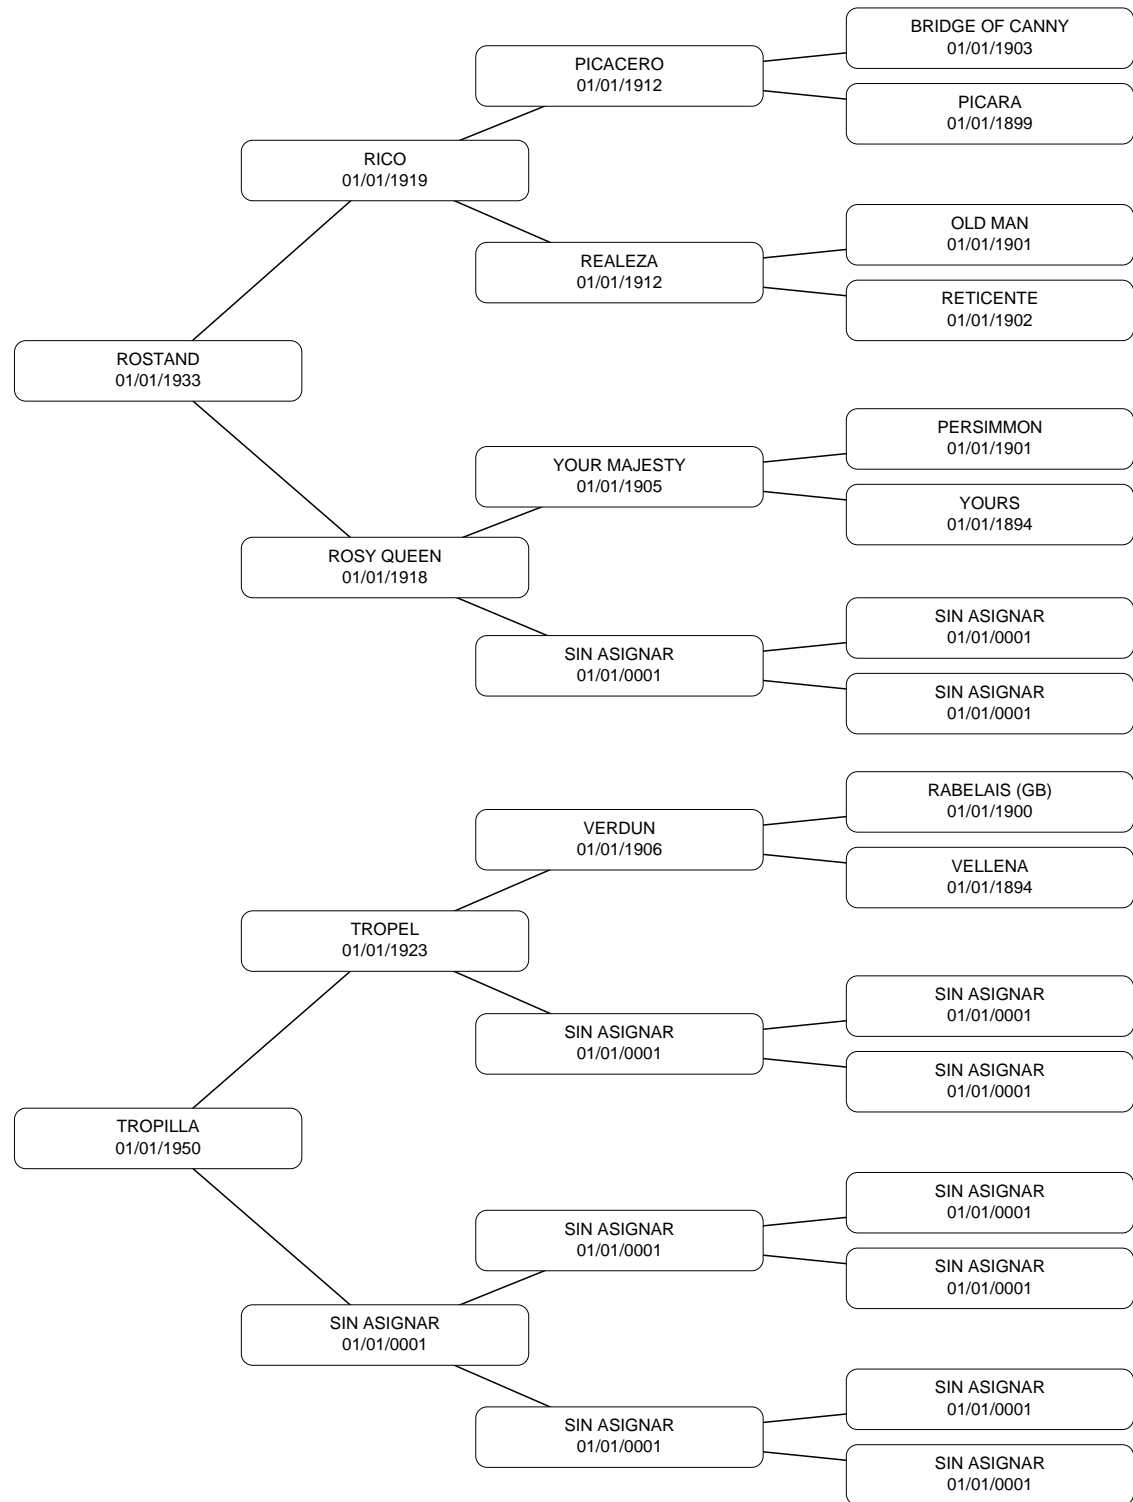 BRIDGE OF CANNY
01/01/1903
PICACERO
01/01/1912
PICARA
01/01/1899
RICO
01/01/1919
OLD MAN
01/01/1901
REALEZA
01/01/1912
RETICENTE
01/01/1902
ROSTAND
01/01/1933
PERSIMMON
01/01/1901
YOUR MAJESTY
01/01/1905
YOURS
01/01/1894
ROSY QUEEN
01/01/1918
SIN ASIGNAR
01/01/0001
SIN ASIGNAR
01/01/0001
SIN ASIGNAR
01/01/0001
RABELAIS (GB)
01/01/1900
VERDUN
01/01/1906
VELLENA
01/01/1894
TROPEL
01/01/1923
SIN ASIGNAR
01/01/0001
SIN ASIGNAR
01/01/0001
SIN ASIGNAR
01/01/0001
TROPILLA
01/01/1950
SIN ASIGNAR
01/01/0001
SIN ASIGNAR
01/01/0001
SIN ASIGNAR
01/01/0001
SIN ASIGNAR
01/01/0001
SIN ASIGNAR
01/01/0001
SIN ASIGNAR
01/01/0001
SIN ASIGNAR
01/01/0001